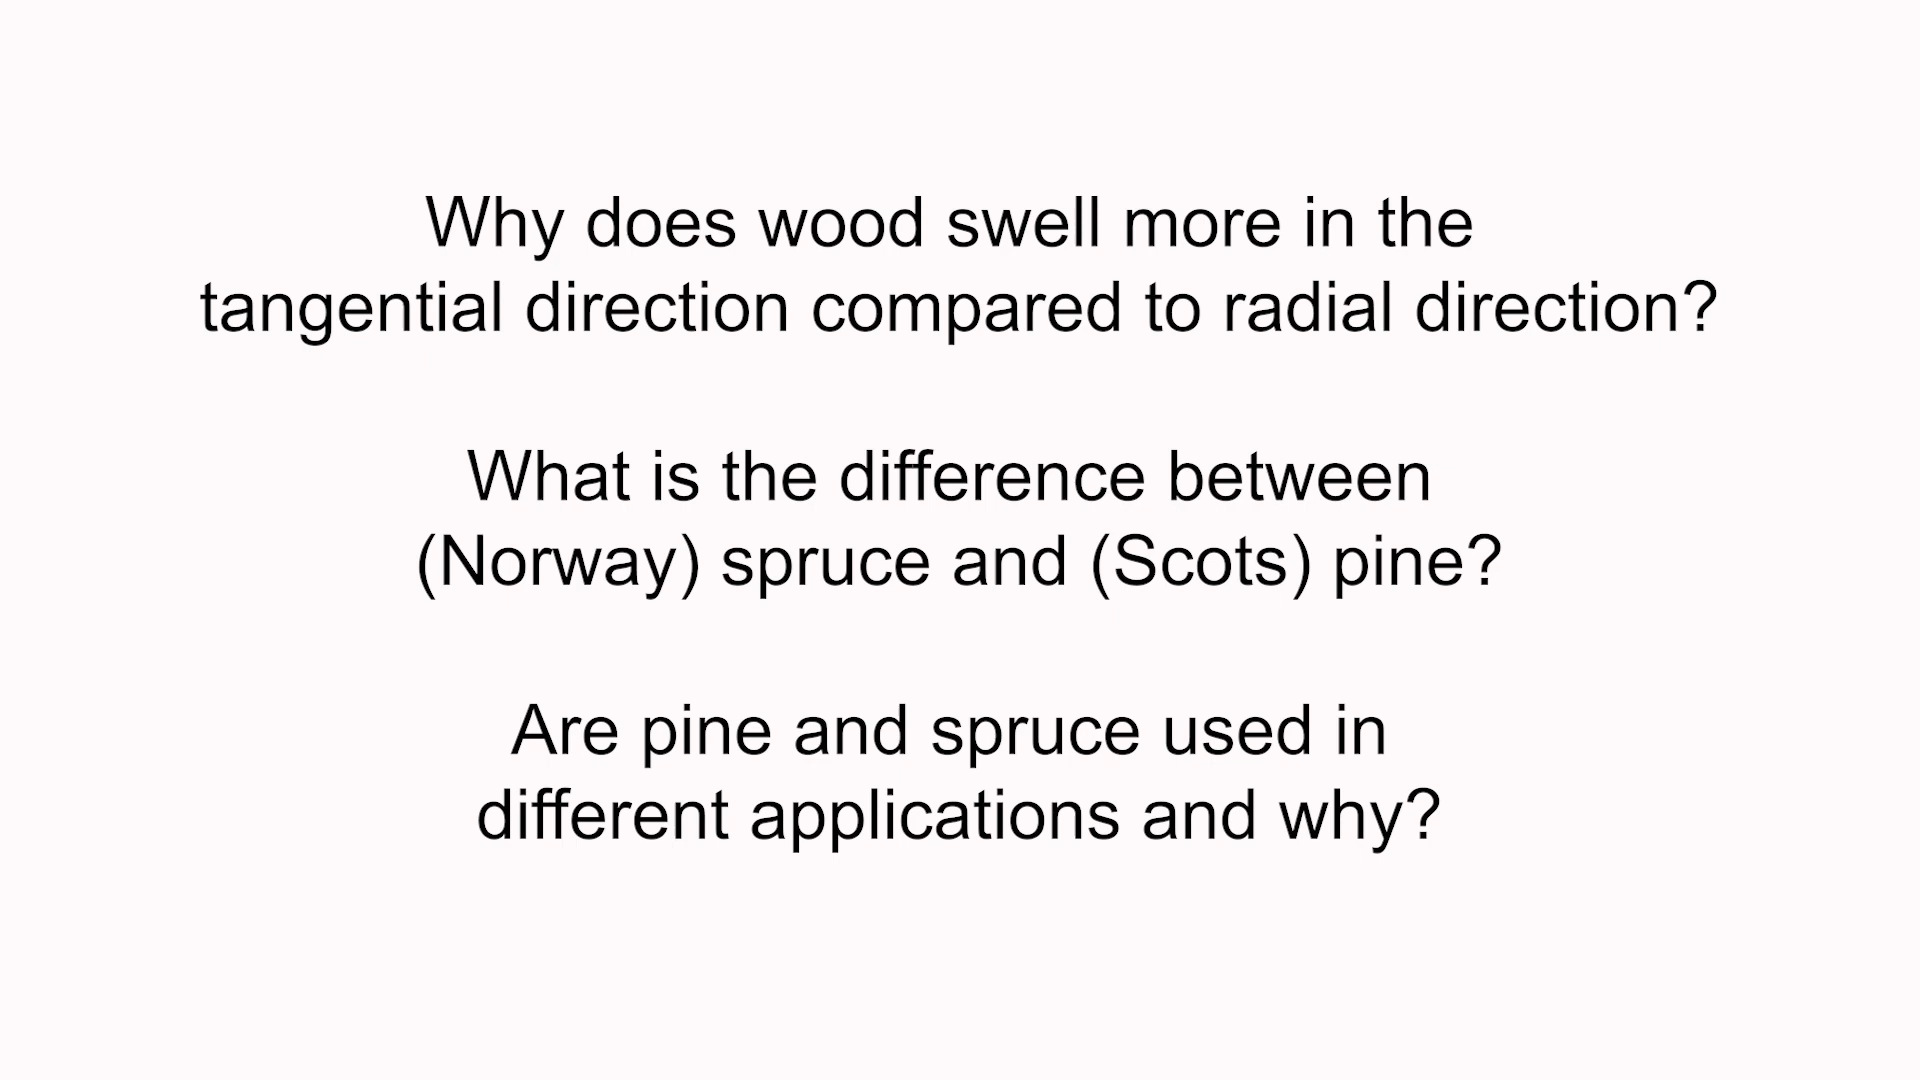 Why does wood swell more in the
tangential direction compared to radial direction?
What is the difference between
(Norway) spruce and (Scots) pine?
Are pine and spruce used in
different applications and why?